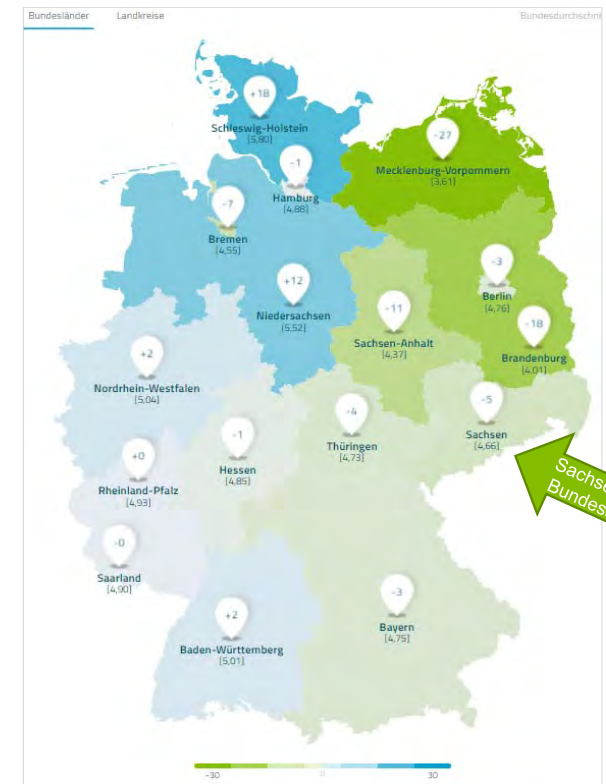 Bundesländer Landkreise
+18
Schleswig-Holstein
[5,80]
-27
Mecklenburg-Vorpommern
[3,61]
-1
Hamburg
[4,88]
-7
Bremen
[4,55]
-3
Berlin
[4,76]
+12
Niedersachsen
[5,52]
-11
Sachsen-Anhalt
[4,37]
-18
Brandenburg
[4,01]
+2
Nordrhein-Westfalen
[5,04]
-5
Sachsen
[4,66]
-4
Thüringen
[4,73]
-1
Hessen
[4,85]
+0
Rheinland-Pfalz
[4,93]
-0
Saarland
[4,90]
-3
Bayern
[4,75]
+2
Baden-Württemberg
[5,01]
-30 0 30